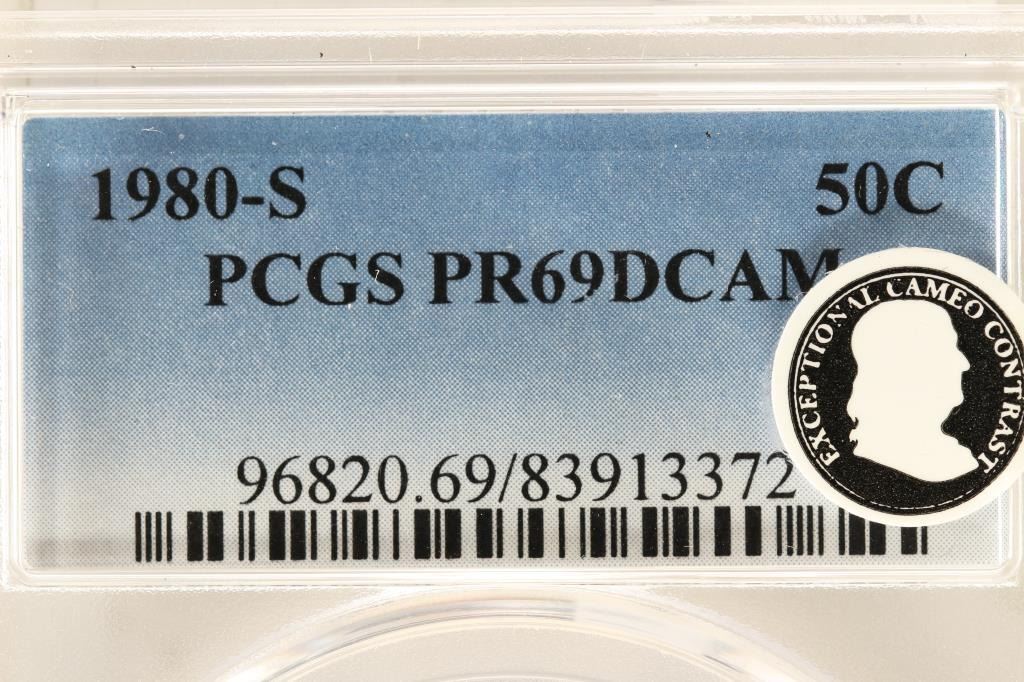 1980-S 50C
PCGS PR69DCAM
EXCEPTIONAL CAMEO CONTRAST
96820.69/83913372